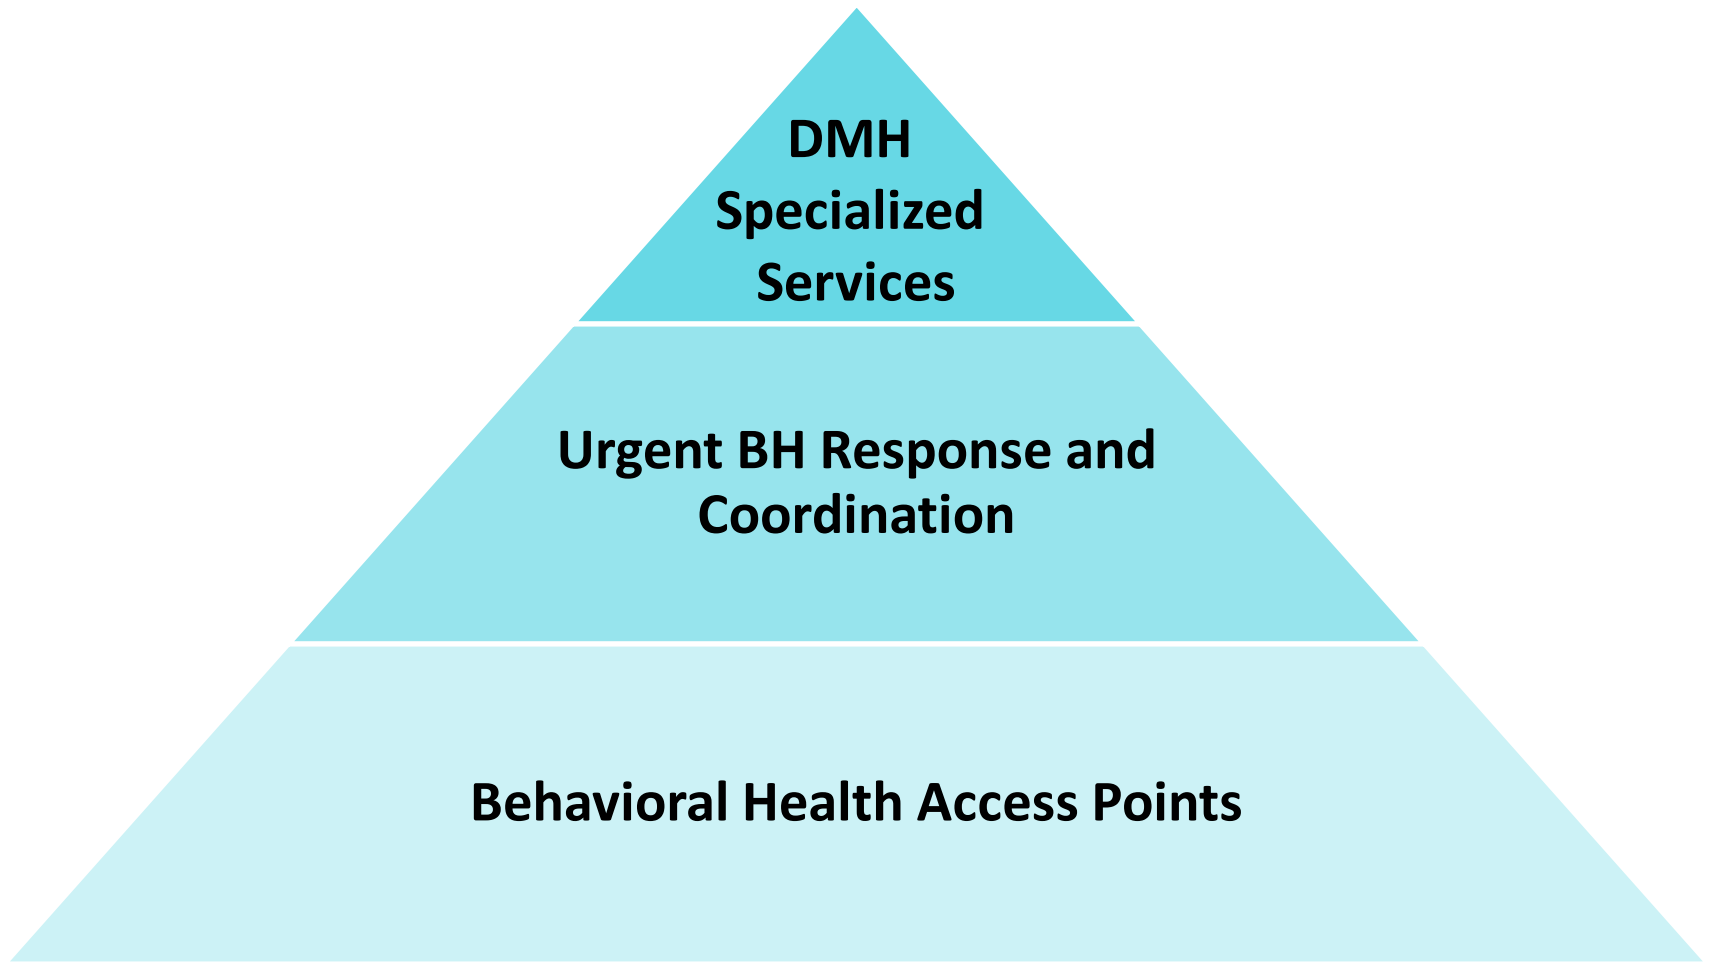 DMH
Specialized
Services
Urgent BH Response and
Coordination
Behavioral Health Access Points